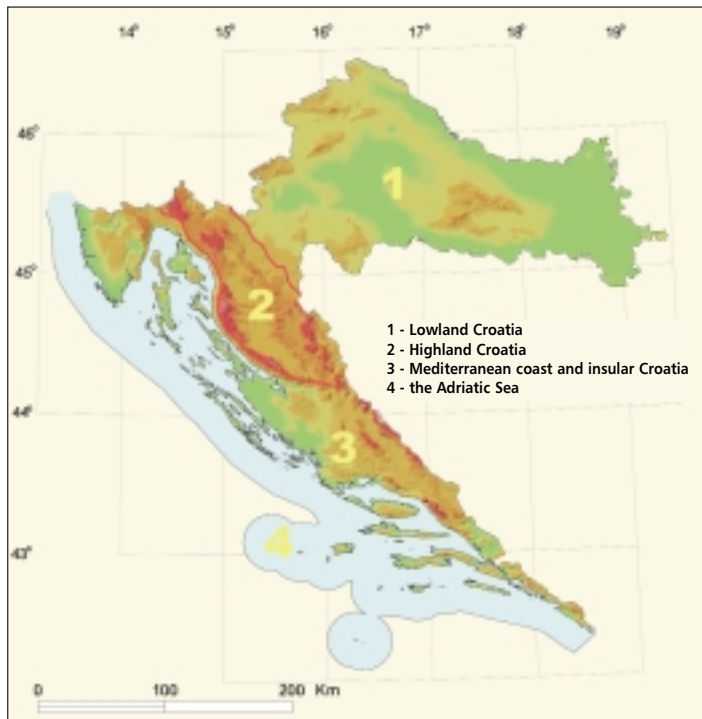 14° 15° 16° 17° 18° 19°
46°
1
45°
2
1 - Lowland Croatia
2 - Highland Croatia
3 - Mediterranean coast and insular Croatia
4 - the Adriatic Sea
44°
3
4
43°
0 100 200 Km